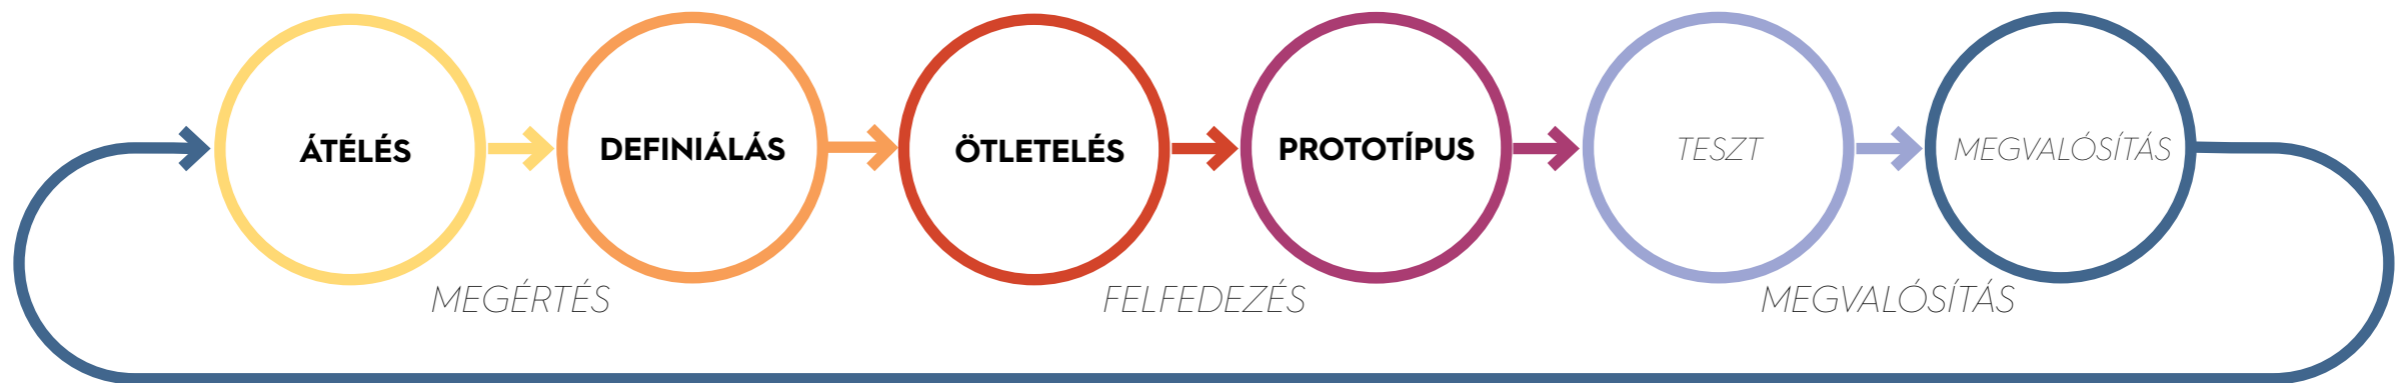 ÁTÉLÉS
DEFINIÁLÁS
ÖTLETELÉS
PROTOTÍPUS
TESZT
MEGVALÓSÍTÁS
MEGÉRTÉS
FELFEDEZÉS
MEGVALÓSÍTÁS